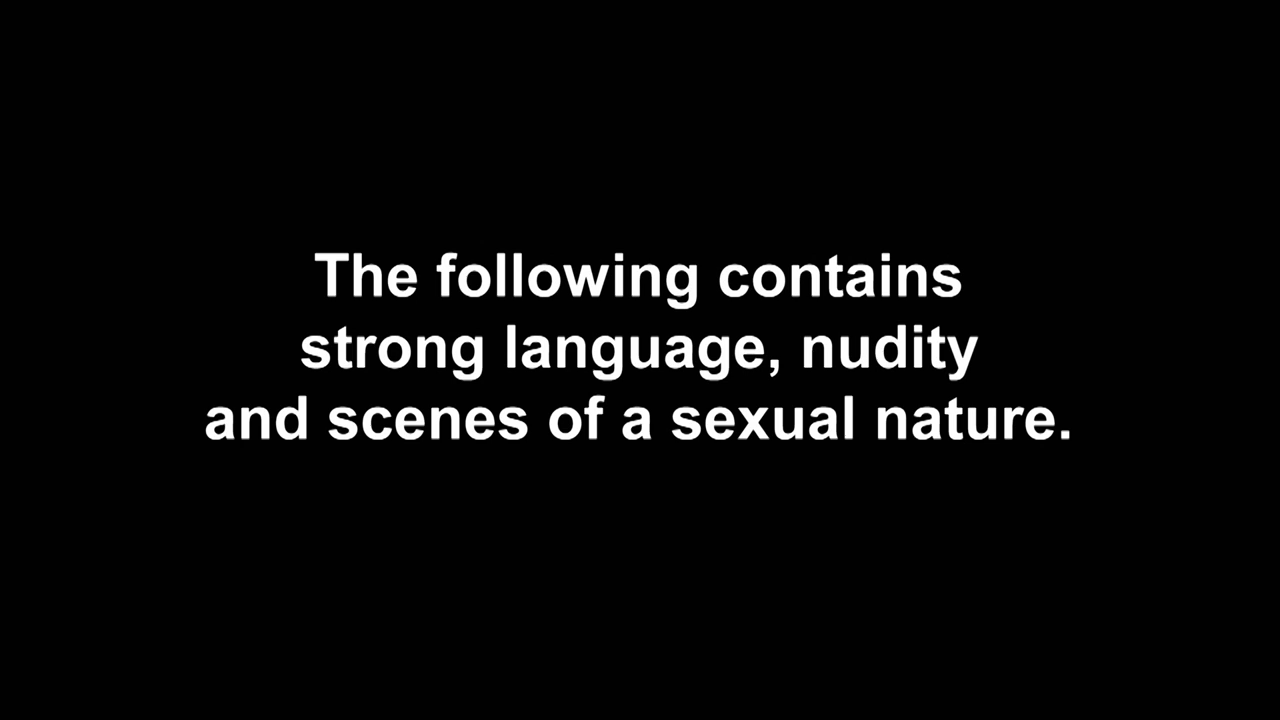 The following contains
strong language, nudity
and scenes of a sexual nature.